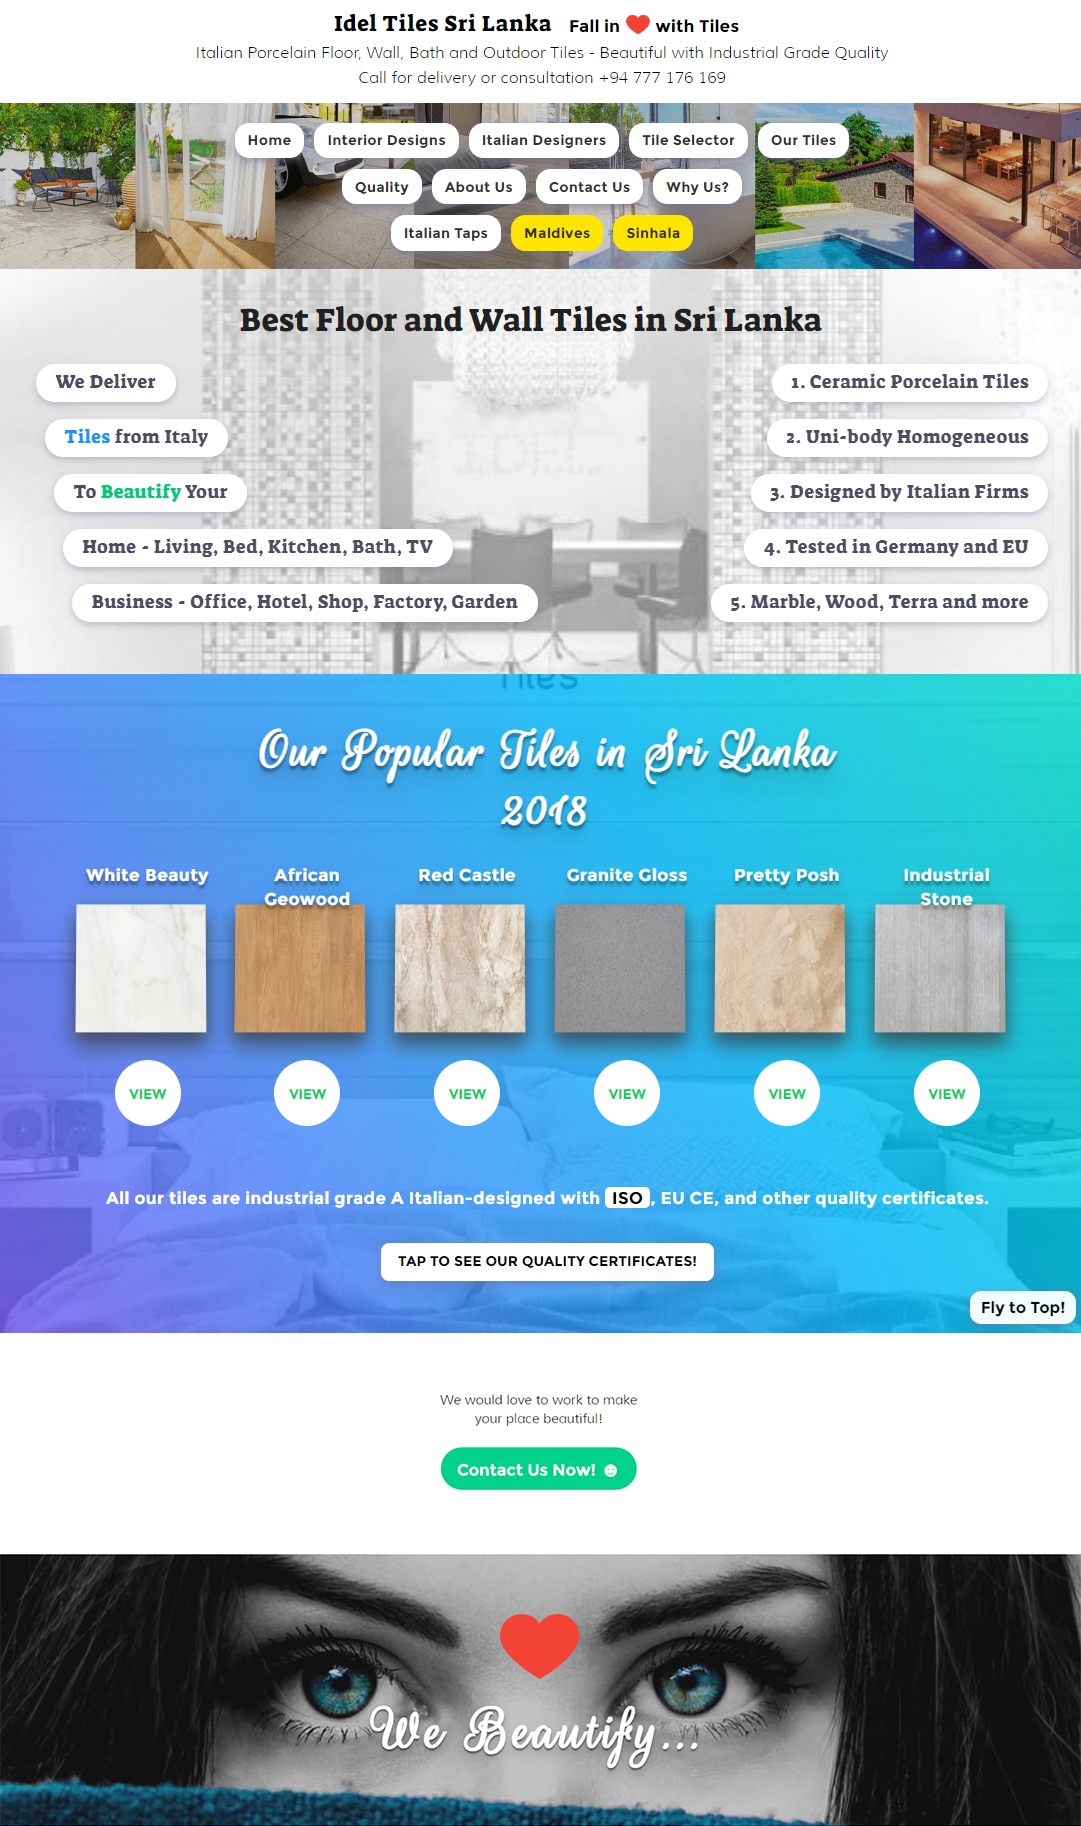 Idel Tiles Sri Lanka Fall in ❤ with Tiles
Italian Porcelain Floor, Wall, Bath and Outdoor Tiles - Beautiful with Industrial Grade Quality
Call for delivery or consultation +94 777 176 169
Home Interior Designs Italian Designers Tile Selector Our Tiles
Quality About Us Contact Us Why Us?
Italian Taps Maldives Sinhala
Best Floor and Wall Tiles in Sri Lanka
We Deliver
Tiles from Italy
To Beautify Your
Home - Living, Bed, Kitchen, Bath, TV
Business - Office, Hotel, Shop, Factory, Garden
1. Ceramic Porcelain Tiles
2. Uni-body Homogeneous
3. Designed by Italian Firms
4. Tested in Germany and EU
5. Marble, Wood, Terra and more
Tiles
Our Popular Tiles in Sri Lanka
2018
White Beauty
African
Geowood
Red Castle
Granite Gloss
Pretty Posh
Industrial
Stone
VIEW VIEW VIEW VIEW VIEW VIEW
All our tiles are industrial grade A Italian-designed with ISO, EU CE, and other quality certificates.
TAP TO SEE OUR QUALITY CERTIFICATES!
Fly to Top!
We would love to work to make
your place beautiful!
Contact Us Now! ☻
We Beautify...